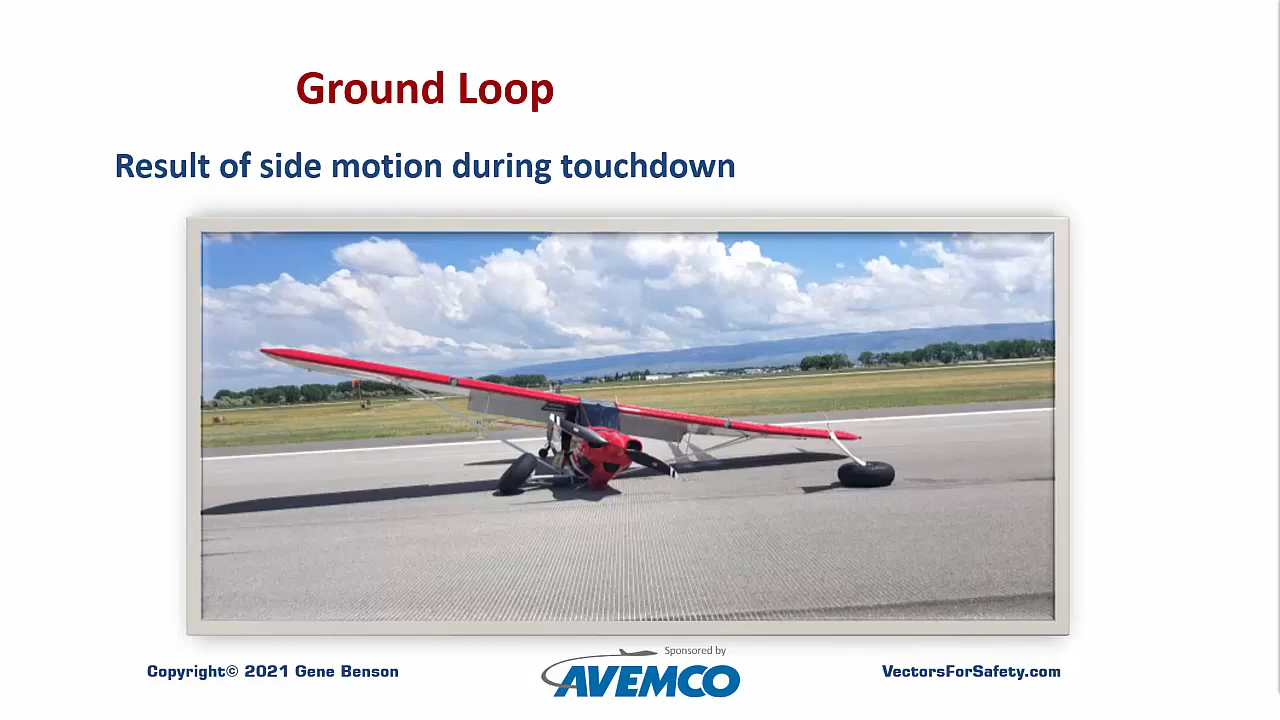 Ground Loop
Result of side motion during touchdown
Copyright© 2021 Gene Benson
Sponsored by
AVEMCO
VectorsForSafety.com